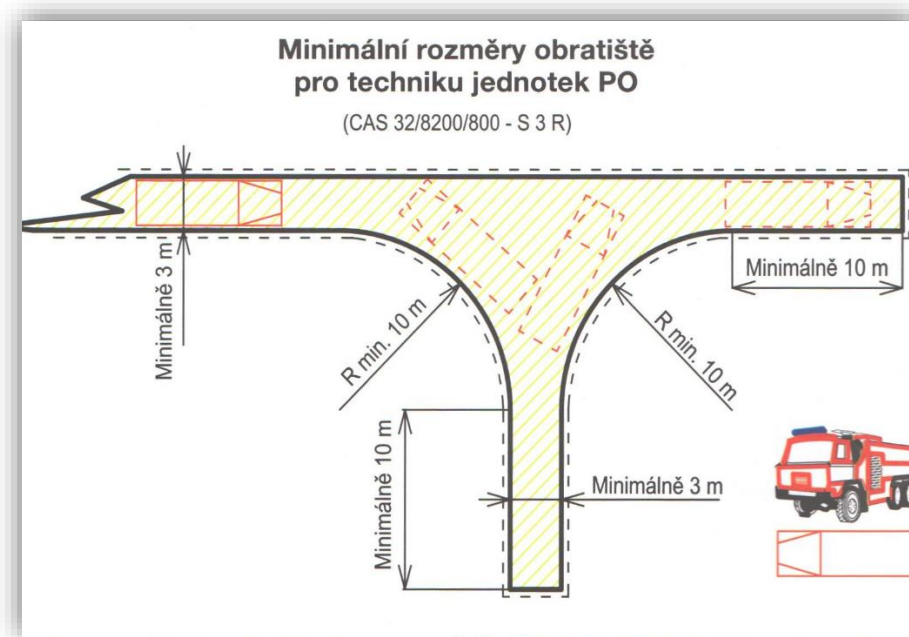 Minimální rozměry obratiště
pro techniku jednotek PO
(CAS 32/8200/800 - S 3 R)
Minimálně 3 m
Minimálně 10 m
R min. 10 m
R min. 10 m
Minimálně 10 m
Minimálně 3 m